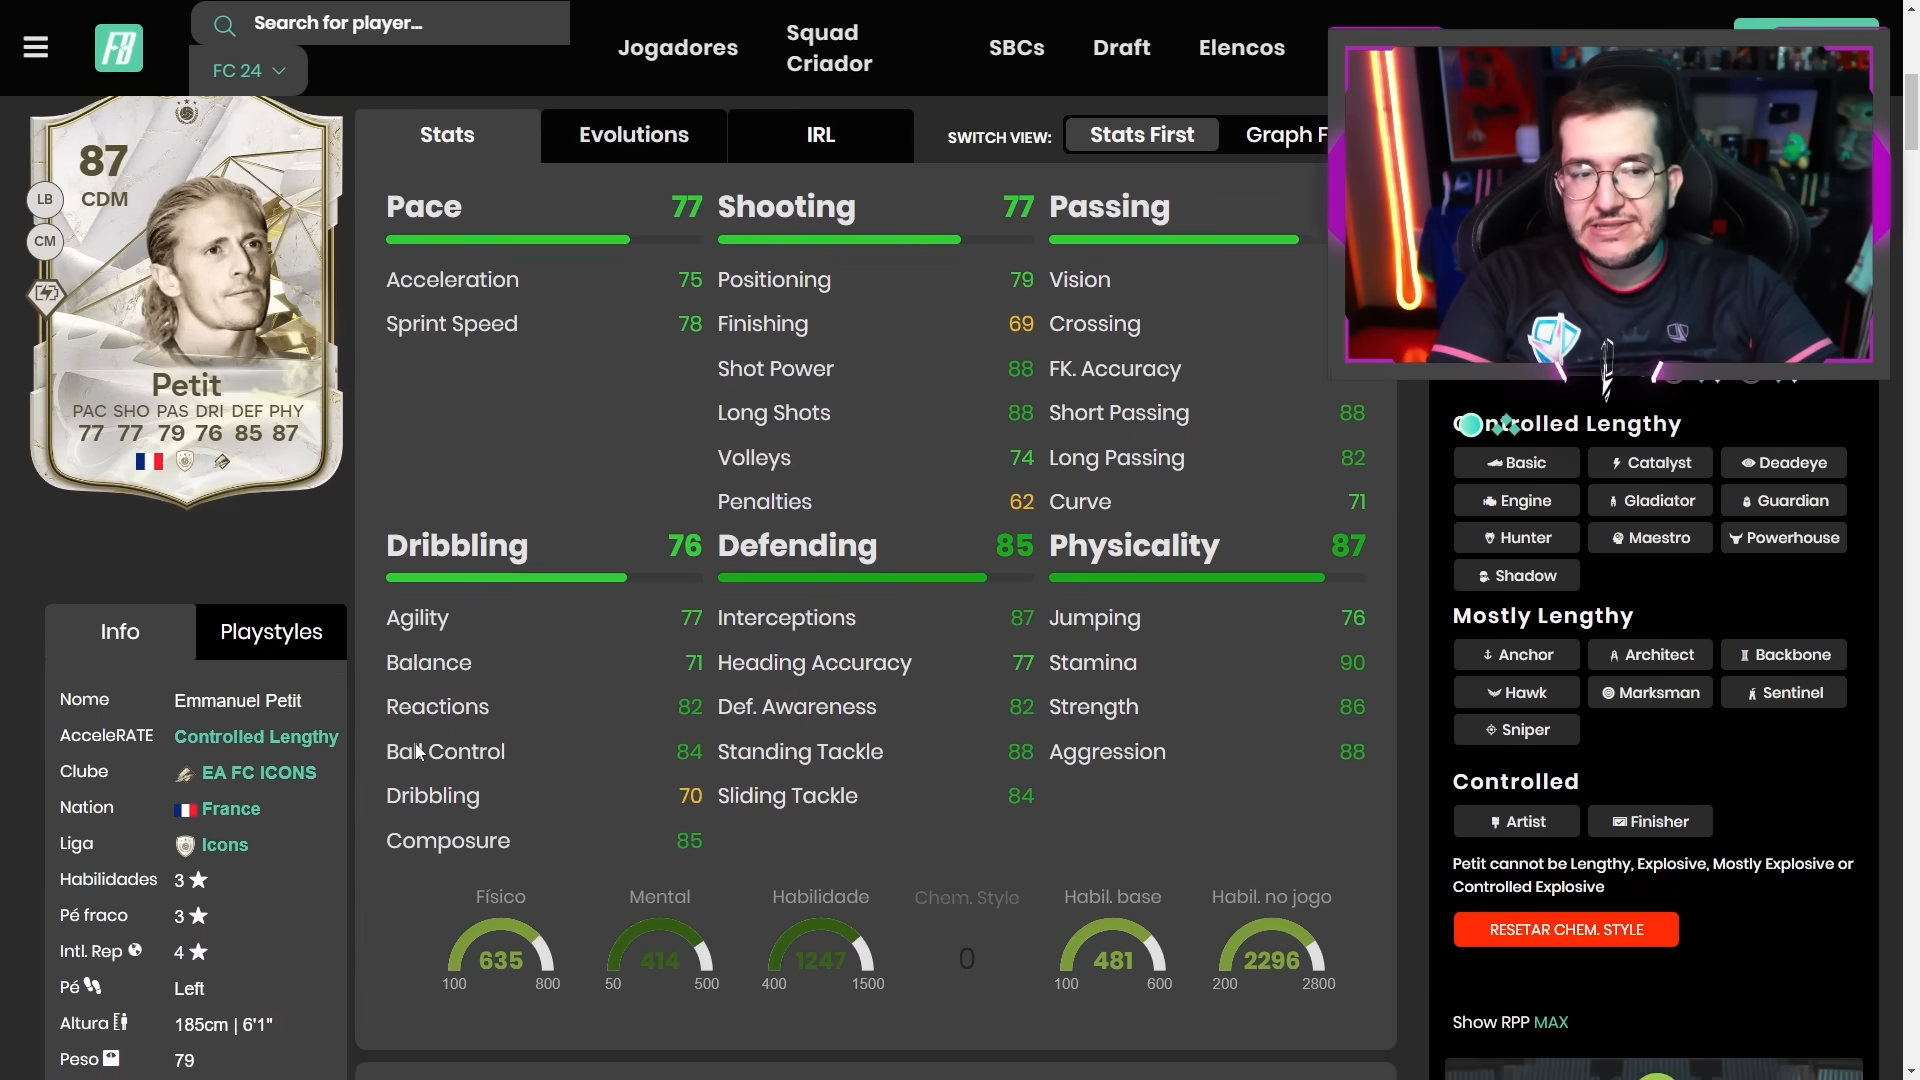 Search for player...
FC 24
Jogadores
Squad Criador
SBCs
Draft
Elencos
87
CDM
LB
CM
Petit
PAC SHO PAS DRI DEF PHY
77 77 79 76 85 87
Stats
Evolutions
IRL
SWITCH VIEW:
Stats First
Graph F
Pace 77
Acceleration 75
Sprint Speed 78
Shooting 77
Positioning 79
Finishing 69
Shot Power 88
Long Shots 88
Volleys 74
Penalties 62
Passing
Vision
Crossing
FK. Accuracy
Short Passing 88
Long Passing 82
Curve 71
Dribbling 76
Agility 77
Balance 71
Reactions 82
Ball Control 84
Dribbling 70
Composure 85
Defending 85
Interceptions 87
Heading Accuracy 77
Def. Awareness 82
Standing Tackle 88
Sliding Tackle 84
Physicality 87
Jumping 76
Stamina 90
Strength 86
Aggression 88
Físico
635
100 800
Mental
414
50 500
Habilidade
1247
400 1500
Chem. Style
0
Habil. base
481
100 600
Habil. no jogo
2296
200 2800
Info
Playstyles
Nome Emmanuel Petit
AcceleRATE Controlled Lengthy
Clube EA FC ICONS
Nation France
Liga Icons
Habilidades 3
Pé fraco 3
Intl. Rep 4
Pé Left
Altura 185cm | 6'1"
Peso 79
Controlled Lengthy
Basic Catalyst Deadeye
Engine Gladiator Guardian
Hunter Maestro Powerhouse
Shadow
Mostly Lengthy
Anchor Architect Backbone
Hawk Marksman Sentinel
Sniper
Controlled
Artist Finisher
Petit cannot be Lengthy, Explosive, Mostly Explosive or
Controlled Explosive
RESETAR CHEM. STYLE
Show RPP MAX